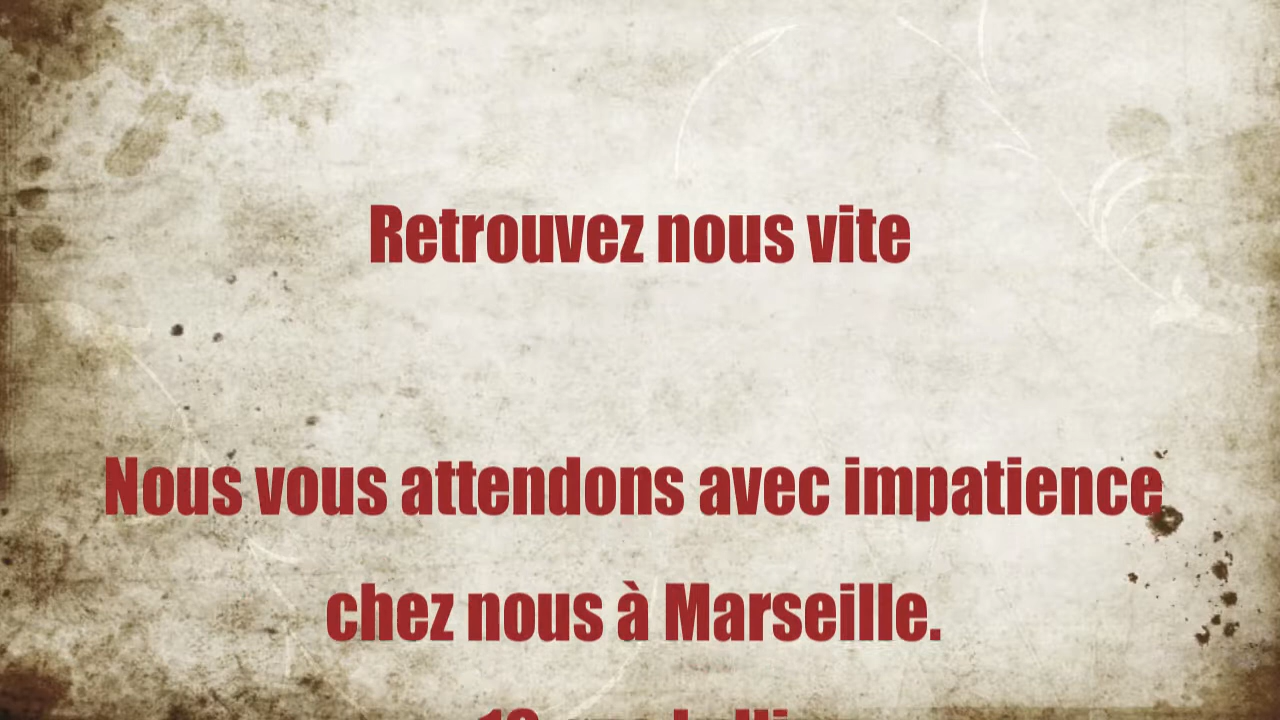 Retrouvez nous vite
Nous vous attendons avec impatience
chez nous à Marseille.